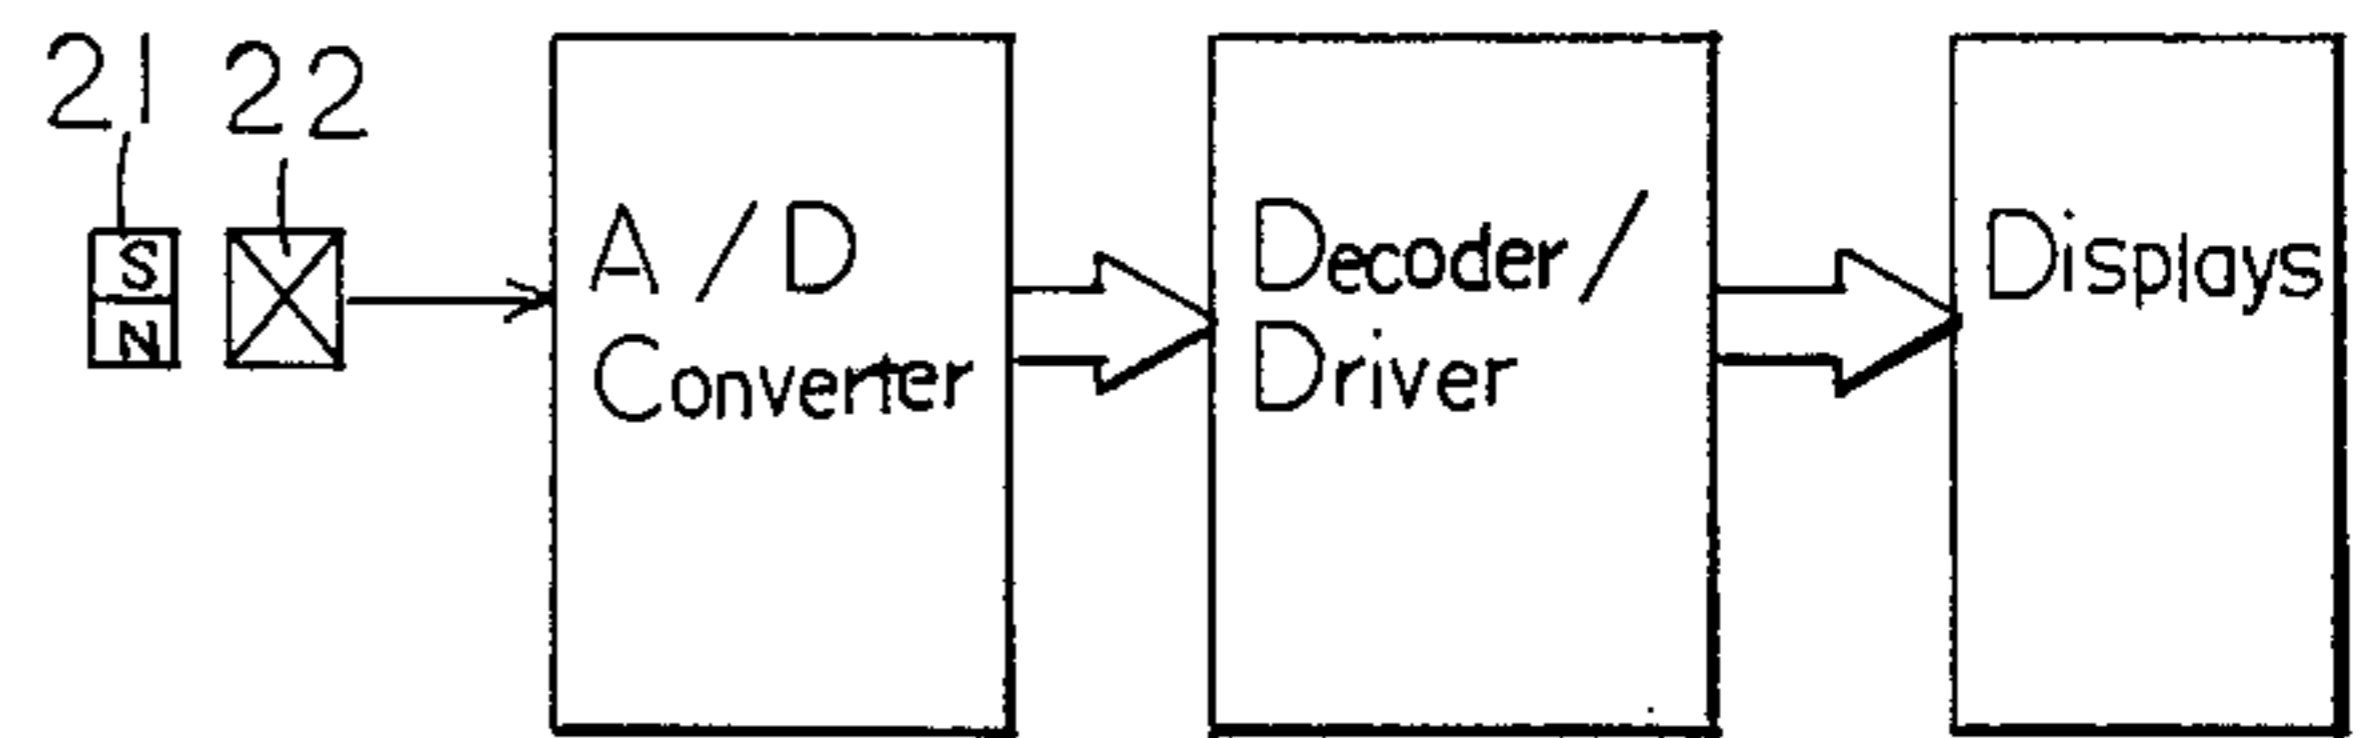 21 22
S
N
A/D
Converter
Decoder/
Driver
Displays